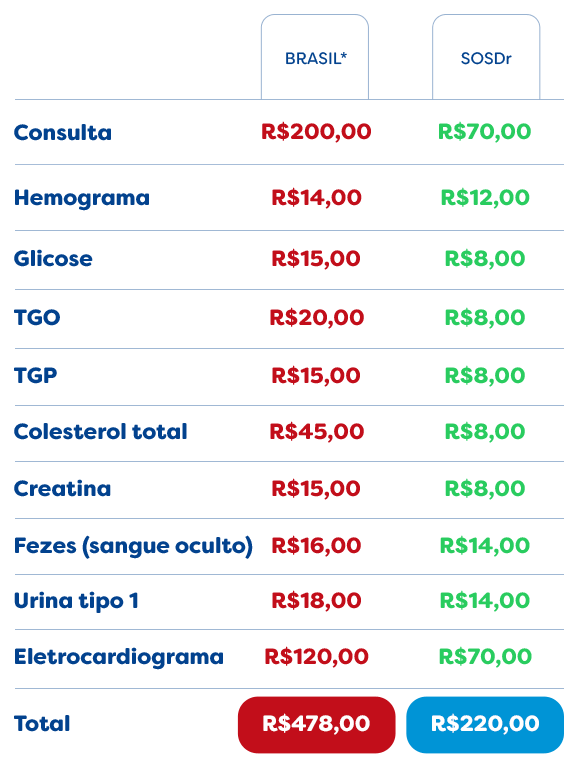 BRASIL* SOSDr
Consulta R$200,00 R$70,00
Hemograma R$14,00 R$12,00
Glicose R$15,00 R$8,00
TGO R$20,00 R$8,00
TGP R$15,00 R$8,00
Colesterol total R$45,00 R$8,00
Creatina R$15,00 R$8,00
Fezes (sangue oculto) R$16,00 R$14,00
Urina tipo 1 R$18,00 R$14,00
Eletrocardiograma R$120,00 R$70,00
Total R$478,00 R$220,00